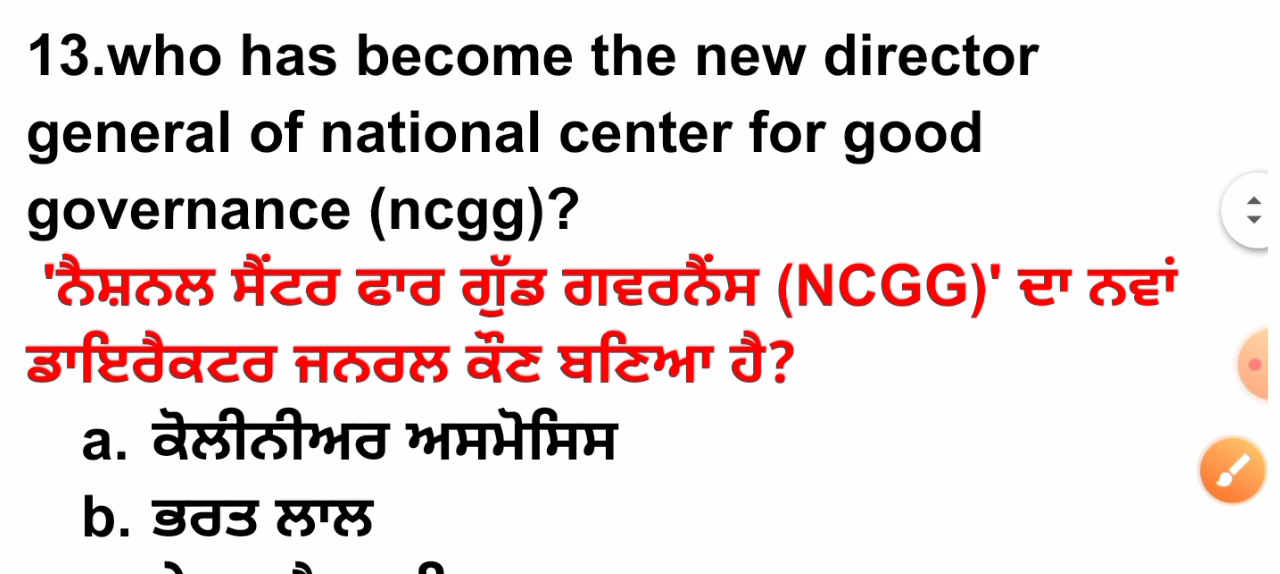 13.who has become the new director
general of national center for good
governance (ncgg)?
'ਨੈਸ਼ਨਲ ਸੈਂਟਰ ਫਾਰ ਗੁੱਡ ਗਵਰਨੈਂਸ (NCGG)' ਦਾ ਨਵਾਂ
ਡਾਇਰੈਕਟਰ ਜਨਰਲ ਕੌਣ ਬਣਿਆ ਹੈ?
a. ਕੋਲੀਨੀਅਰ ਅਸਮੋਸਿਸ
b. ਭਰਤ ਲਾਲ